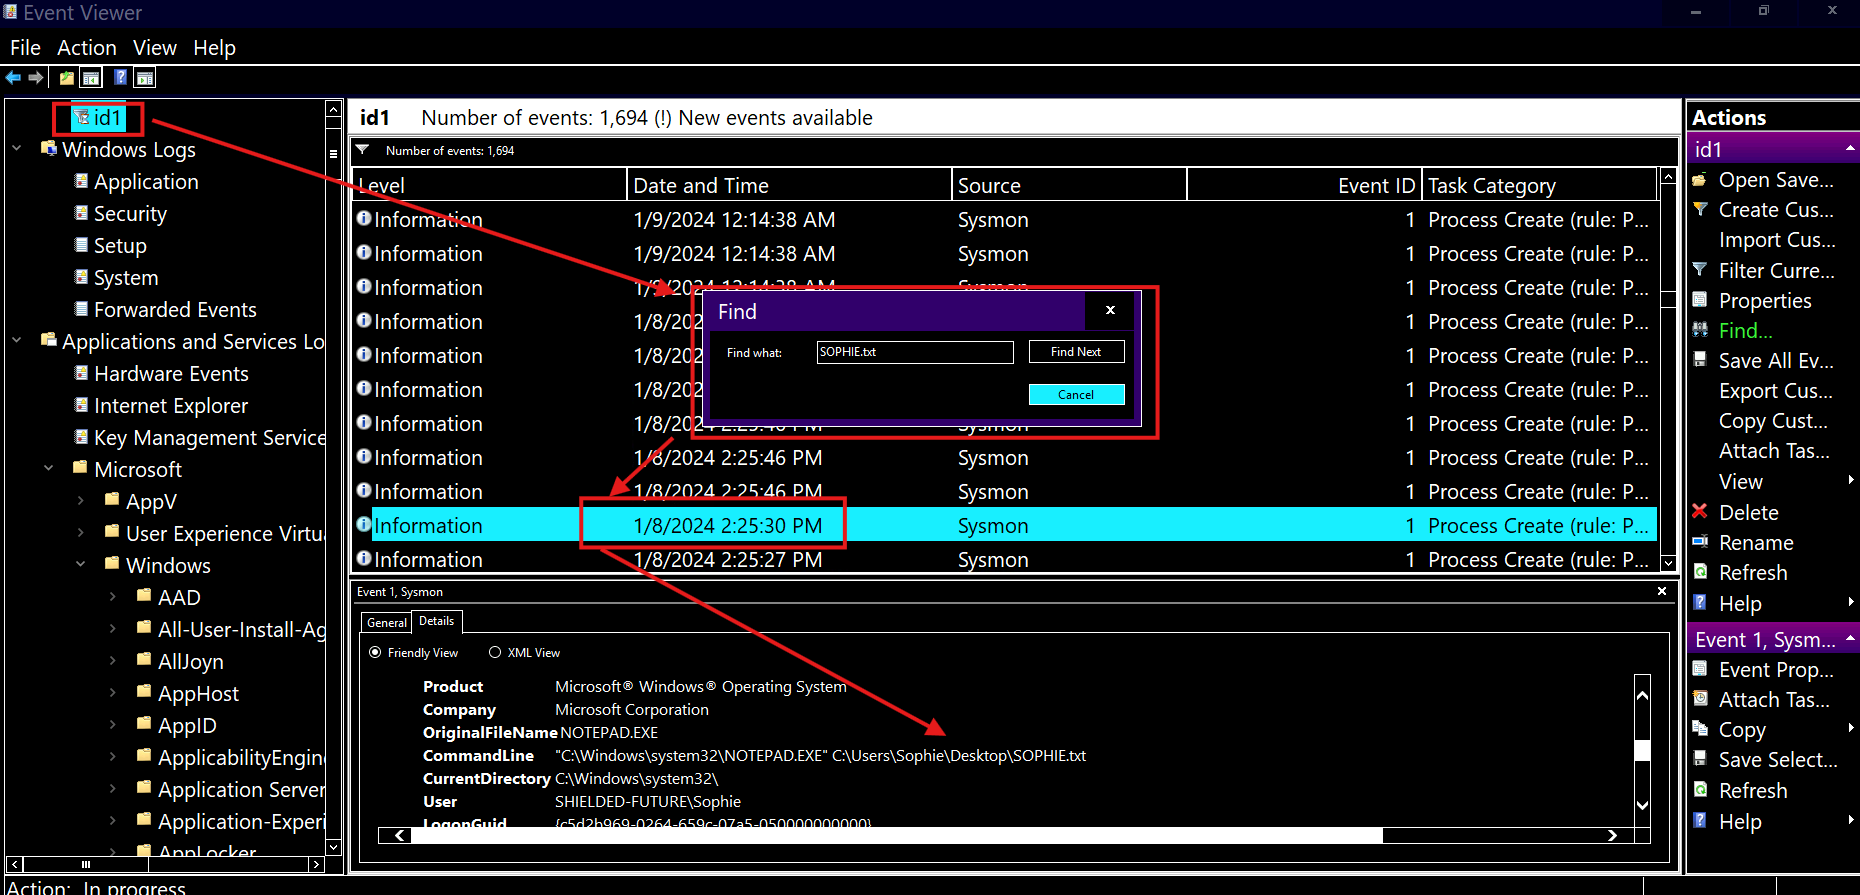 Event Viewer
File Action View Help
id1
Windows Logs
Application
Security
Setup
System
Forwarded Events
Applications and Services Lo
Hardware Events
Internet Explorer
Key Management Service
Microsoft
AppV
User Experience Virtua
Windows
AAD
All-User-Install-Ag
AllJoyn
AppHost
AppID
ApplicabilityEngin
Application Server
Application-Experi
AppLocker
id1 Number of events: 1,694 (!) New events available
Number of events: 1,694
Level Date and Time Source Event ID Task Category
Information 1/9/2024 12:14:38 AM Sysmon 1 Process Create (rule: P...
Information 1/9/2024 12:14:38 AM Sysmon 1 Process Create (rule: P...
Information 1/9/2024 12:14:38 AM Sysmon 1 Process Create (rule: P...
Information 1/8/202 1 Process Create (rule: P...
Information 1/8/202 1 Process Create (rule: P...
Information 1/8/202 1 Process Create (rule: P...
Information 1/8/2024 2:25:46 PM Sysmon 1 Process Create (rule: P...
Information 1/8/2024 2:25:46 PM Sysmon 1 Process Create (rule: P...
Information 1/8/2024 2:25:46 PM Sysmon 1 Process Create (rule: P...
Information 1/8/2024 2:25:30 PM Sysmon 1 Process Create (rule: P...
Information 1/8/2024 2:25:27 PM Sysmon 1 Process Create (rule: P...
Find x
Find what: SOPHIE.txt Find Next
Cancel
Event 1, Sysmon
General Details
Friendly View XML View
Product Microsoft® Windows® Operating System
Company Microsoft Corporation
OriginalFileName NOTEPAD.EXE
CommandLine "C:\Windows\system32\NOTEPAD.EXE" C:\Users\Sophie\Desktop\SOPHIE.txt
CurrentDirectory C:\Windows\system32\
User SHIELDED-FUTURE\Sophie
LogonGuid {c5d2b969-0264-659c-07a5-050000000000}
Actions
id1
Open Save...
Create Cus...
Import Cus...
Filter Curre...
Properties
Find...
Save All Ev...
Export Cus...
Copy Cust...
Attach Tas...
View
Delete
Rename
Refresh
Help
Event 1, Sysm...
Event Prop...
Attach Tas...
Copy
Save Select...
Refresh
Help
Action: In progress